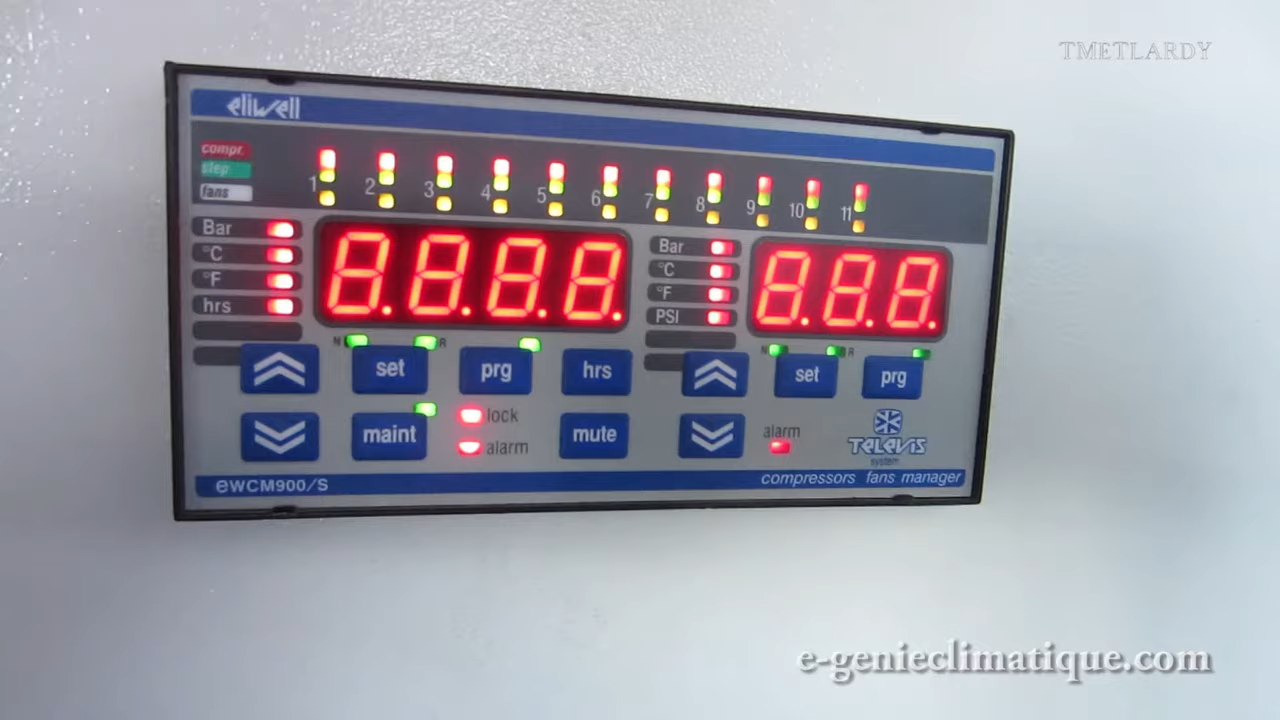 TMETLARDY
eliwell
compr.
step
fans
1 2 3 4 5 6 7 8 9 10 11
Bar
°C
°F
hrs
8.8.8.8.
Bar
°C
°F
PSI
8.8.8.
N R
set
prg
hrs
N R
set
prg
maint
lock
alarm
mute
alarm
TELEVIS
system
eWCM900/S
compressors fans manager
e-genieclimatique.com